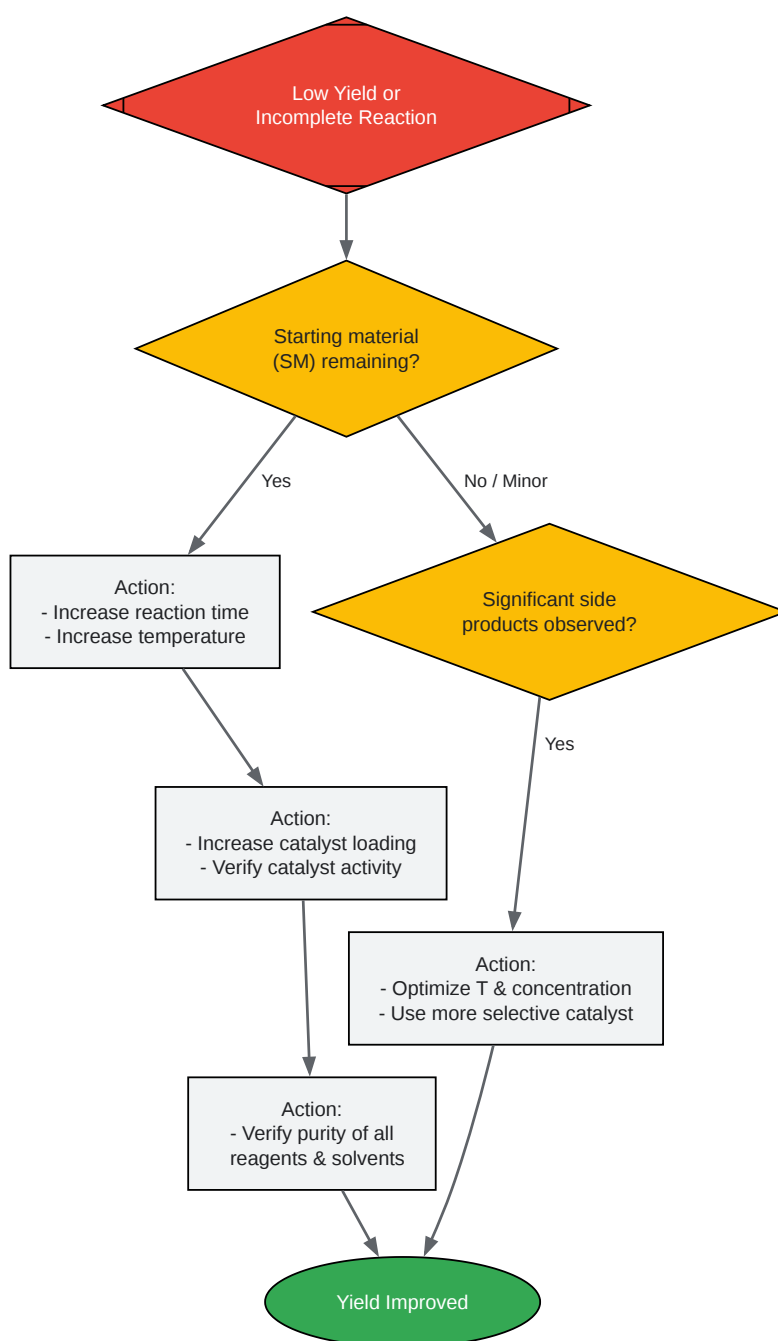 Low Yield or
Incomplete Reaction
Starting material
(SM) remaining?
Yes
No / Minor
Action:
- Increase reaction time
- Increase temperature
Significant side
products observed?
Yes
Action:
- Increase catalyst loading
- Verify catalyst activity
Action:
- Optimize T & concentration
- Use more selective catalyst
Action:
- Verify purity of all
reagents & solvents
Yield Improved